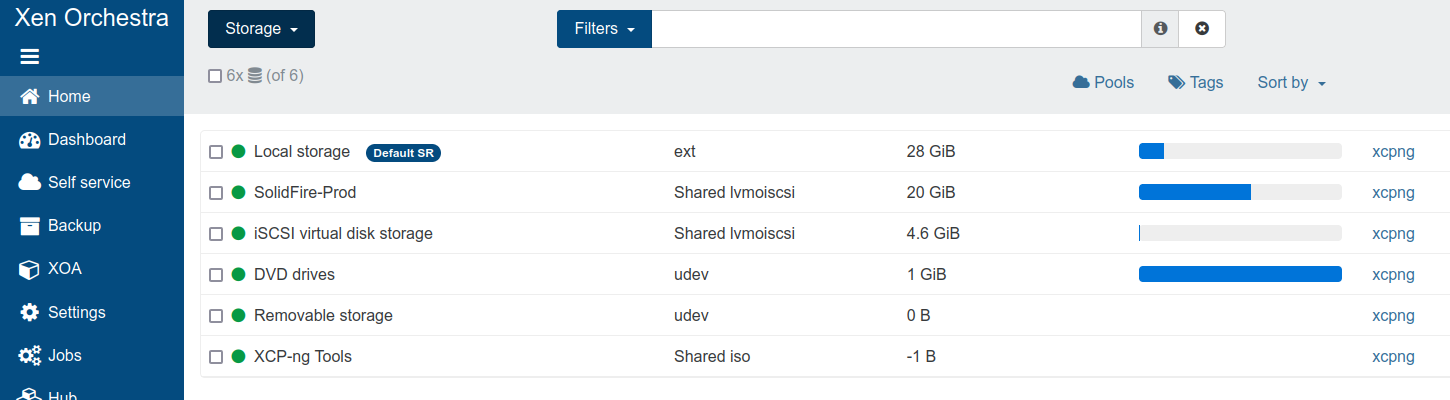 Xen Orchestra
Home
Dashboard
Self service
Backup
XOA
Settings
Jobs
Hub
Storage
Filters
6x (of 6)
Pools Tags Sort by
Local storage Default SR ext 28 GiB xcpng
SolidFire-Prod Shared lvmoiscsi 20 GiB xcpng
iSCSI virtual disk storage Shared lvmoiscsi 4.6 GiB xcpng
DVD drives udev 1 GiB xcpng
Removable storage udev 0 B xcpng
XCP-ng Tools Shared iso -1 B xcpng